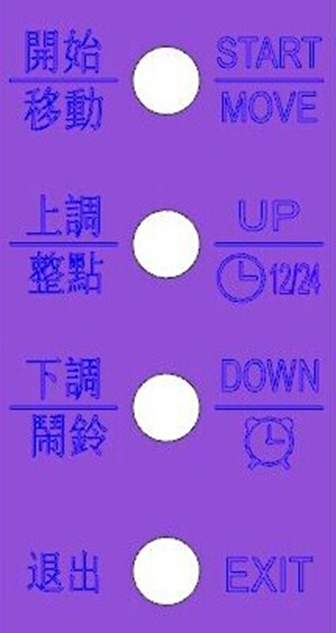 開始 START
移動 MOVE
上調 UP
整點 12/24
下調 DOWN
鬧鈴
退出 EXIT